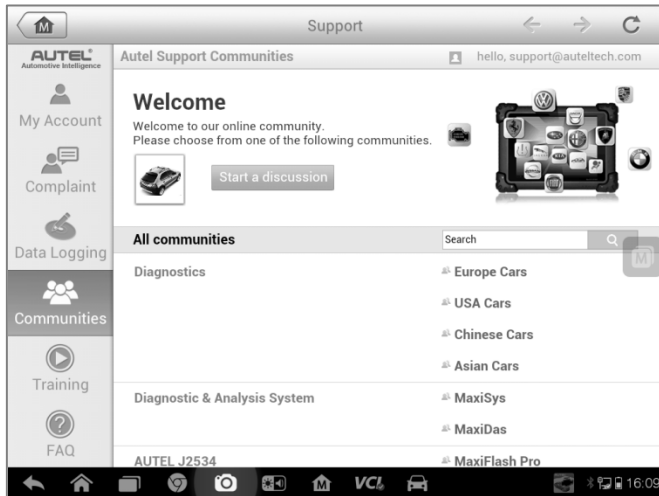 Support
AUTEL®
Automotive Intelligence
My Account
Complaint
Data Logging
Communities
Training
FAQ
Autel Support Communities
hello, support@auteltech.com
Welcome
Welcome to our online community.
Please choose from one of the following communities.
Start a discussion
All communities
Search
Diagnostics
Europe Cars
USA Cars
Chinese Cars
Asian Cars
Diagnostic & Analysis System
MaxiSys
MaxiDas
AUTEL J2534
MaxiFlash Pro
VCI
16:09